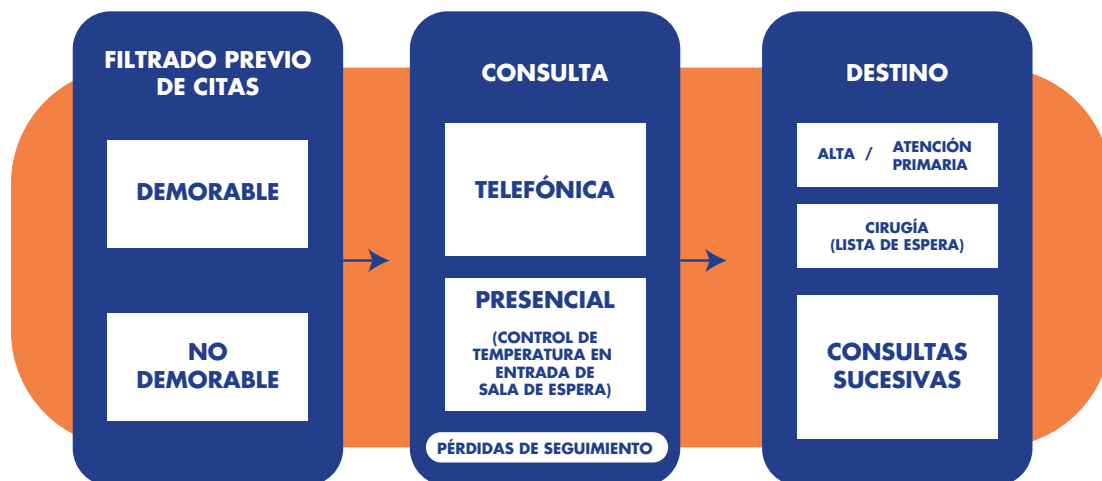 FILTRADO PREVIO
DE CITAS
DEMORABLE
NO
DEMORABLE
CONSULTA
TELEFÓNICA
PRESENCIAL
(CONTROL DE
TEMPERATURA EN
ENTRADA DE
SALA DE ESPERA)
PÉRDIDAS DE SEGUIMIENTO
DESTINO
ALTA / ATENCIÓN
PRIMARIA
CIRUGÍA
(LISTA DE ESPERA)
CONSULTAS
SUCESIVAS